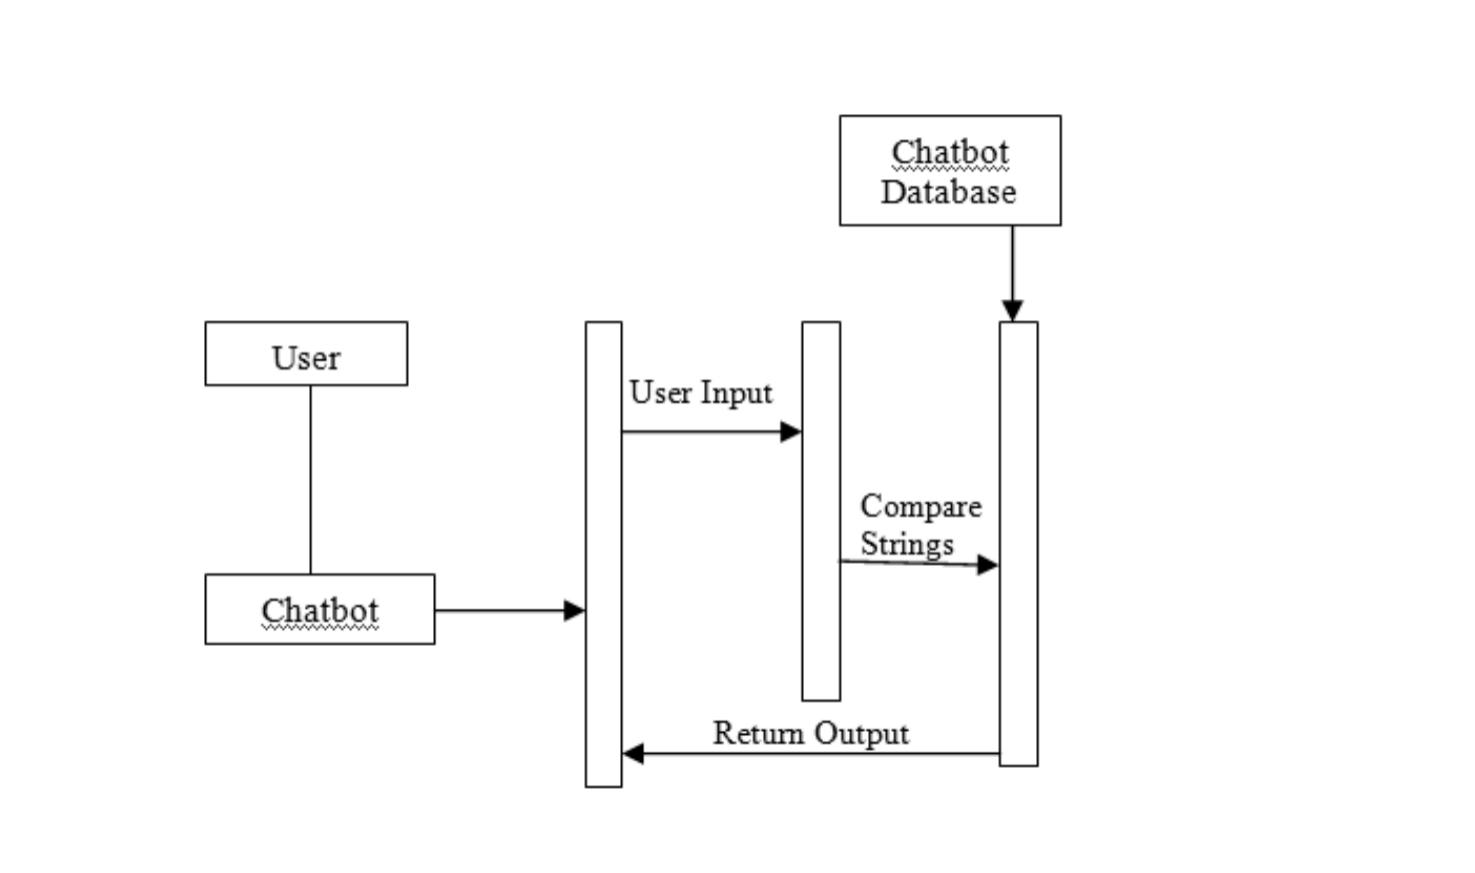 Chatbot
Database
User
User Input
Compare
Strings
Chatbot
Return Output